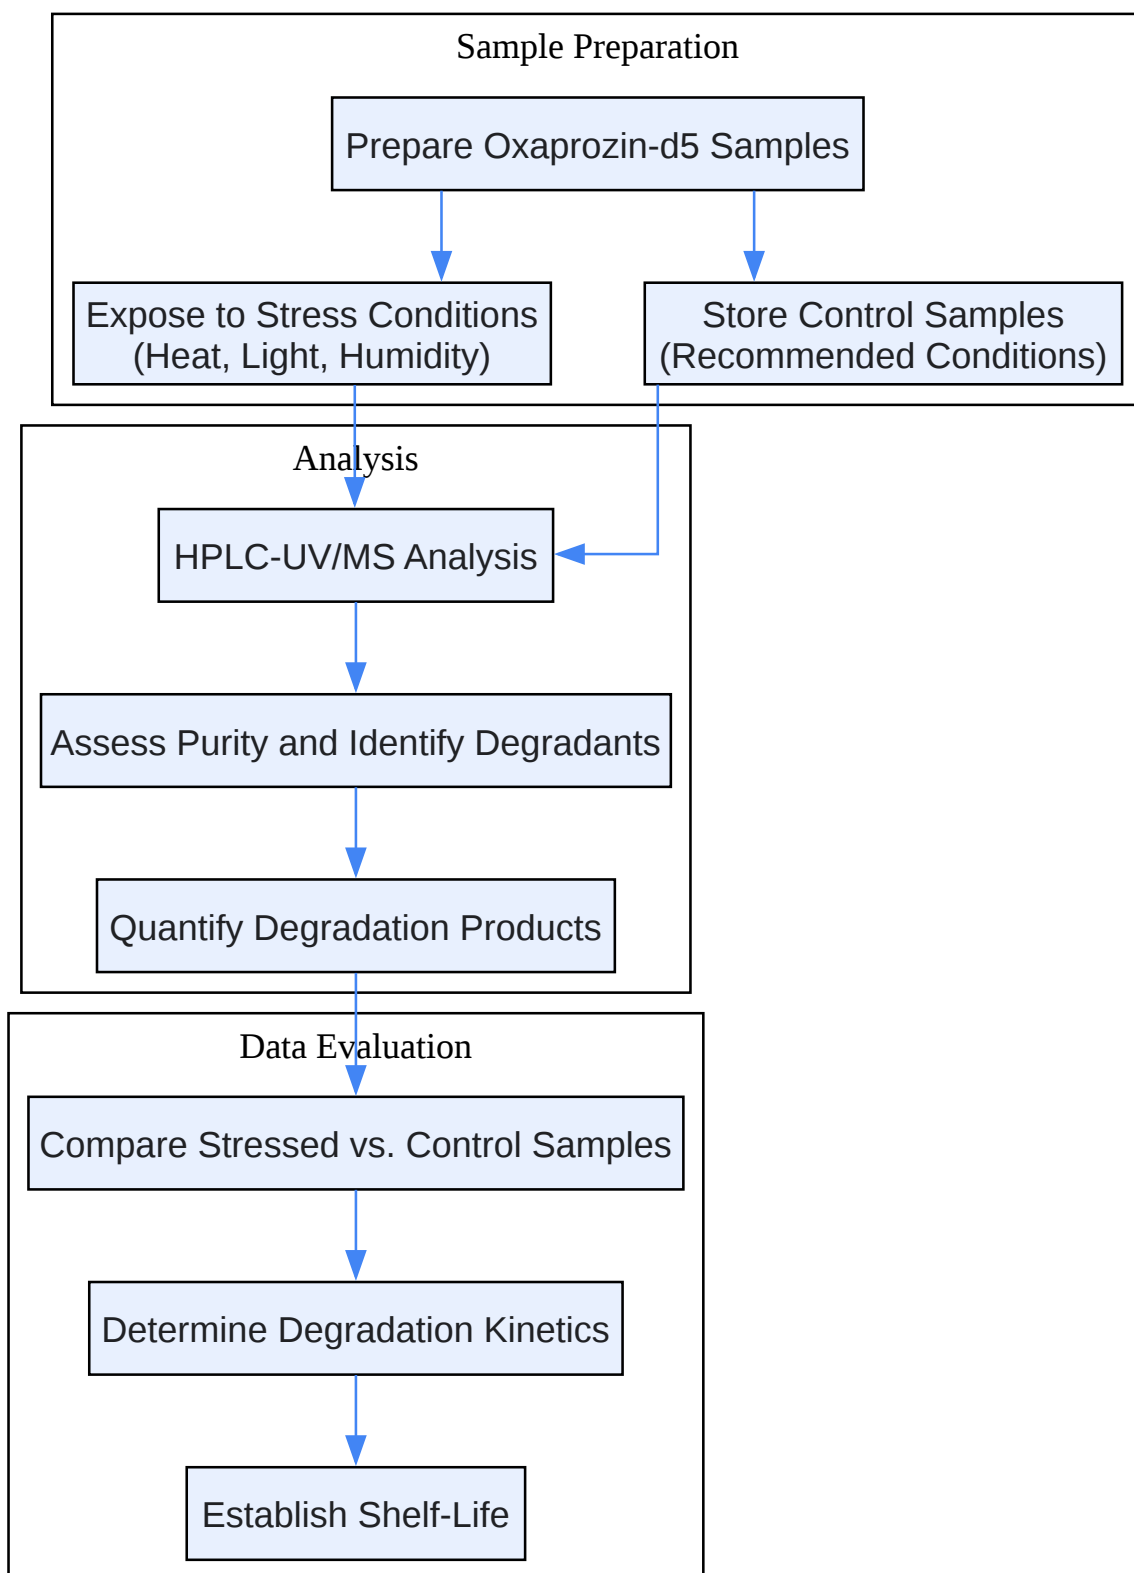 Sample Preparation
Prepare Oxaprozin-d5 Samples
Expose to Stress Conditions
(Heat, Light, Humidity)
Store Control Samples
(Recommended Conditions)
Analysis
HPLC-UV/MS Analysis
Assess Purity and Identify Degradants
Quantify Degradation Products
Data Evaluation
Compare Stressed vs. Control Samples
Determine Degradation Kinetics
Establish Shelf-Life